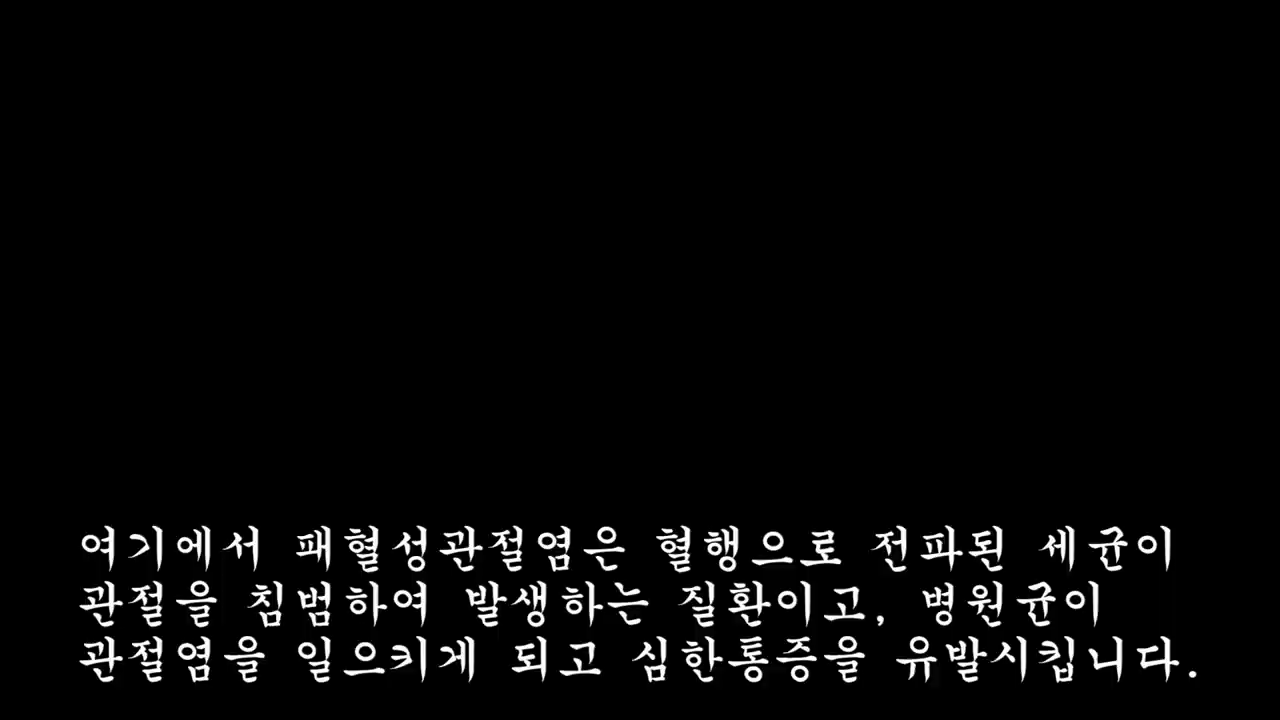 여기에서 패혈성관절염은 혈행으로 전파된 세균이
관절을 침범하여 발생하는 질환이고, 병원균이
관절염을 일으키게 되고 심한통증을 유발시킵니다.